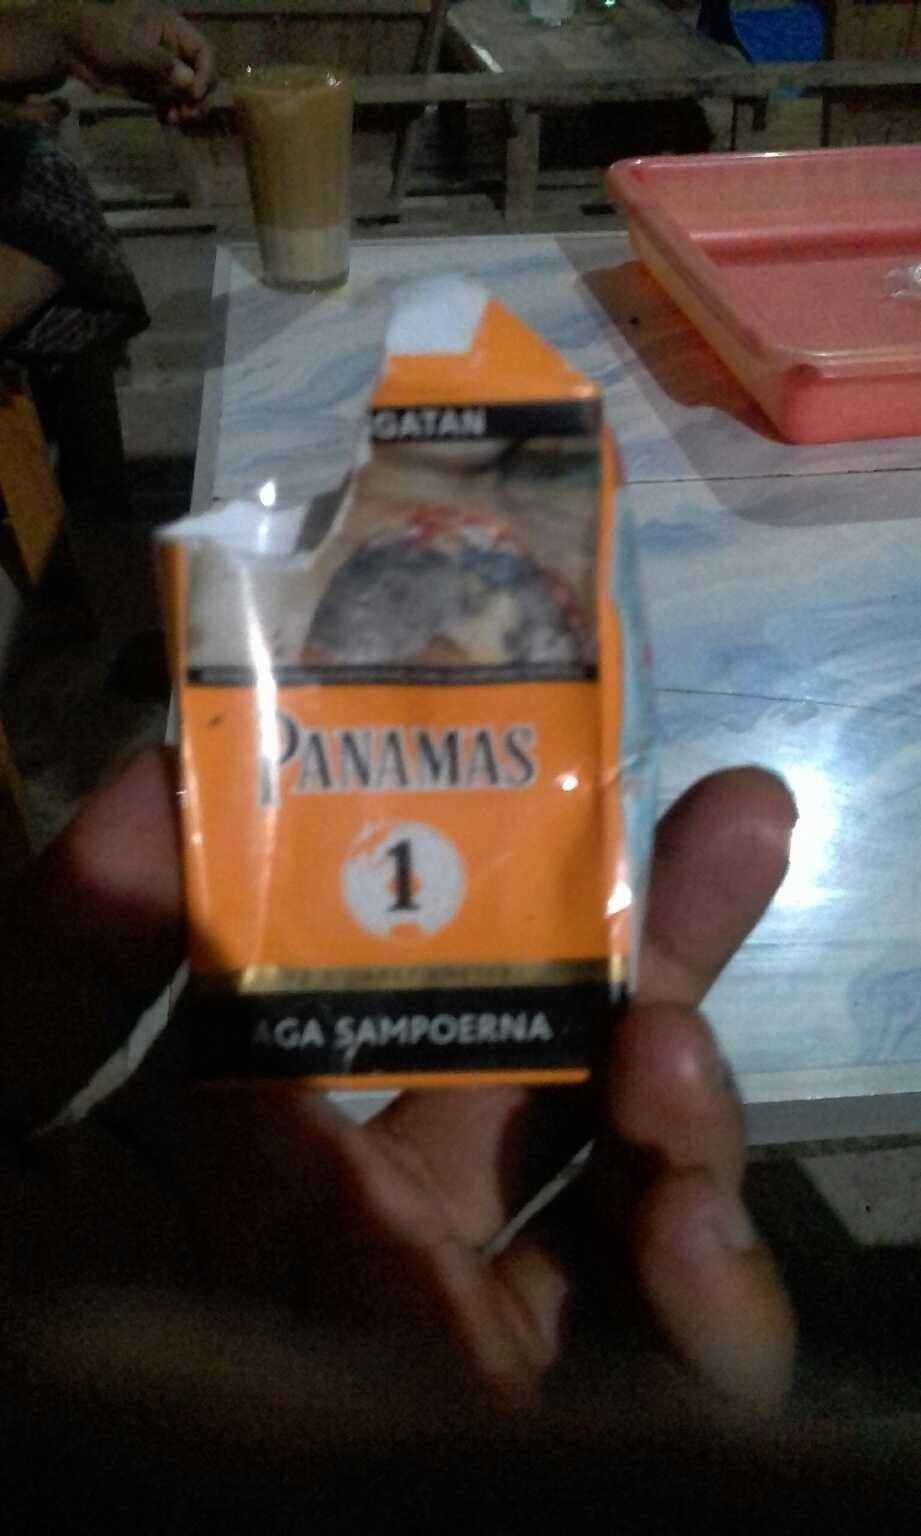 GATAN
PANAMAS
1
AGA SAMPOERNA